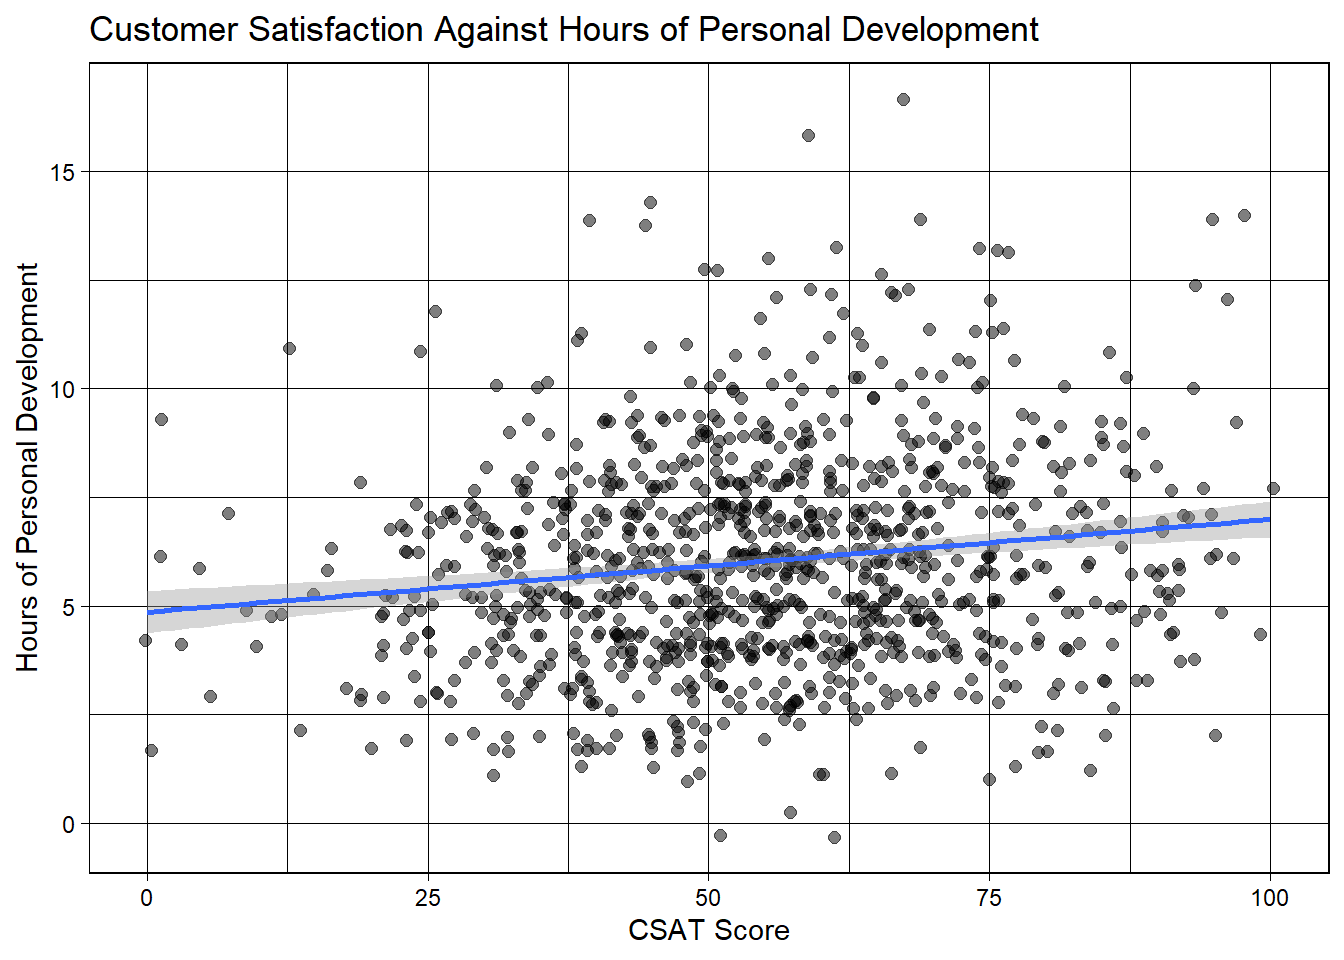 Customer Satisfaction Against Hours of Personal Development
Hours of Personal Development
15
10
5
0
0 25 50 75 100
CSAT Score